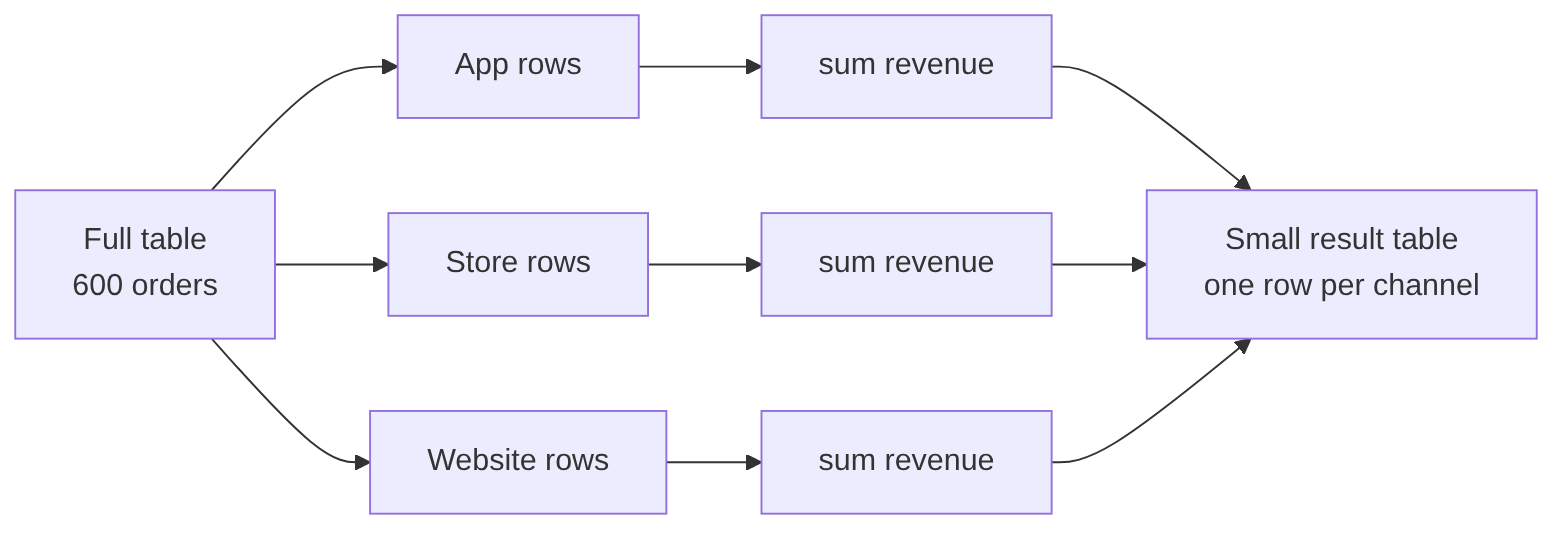 Full table
600 orders
App rows
sum revenue
Store rows
sum revenue
Website rows
sum revenue
Small result table
one row per channel